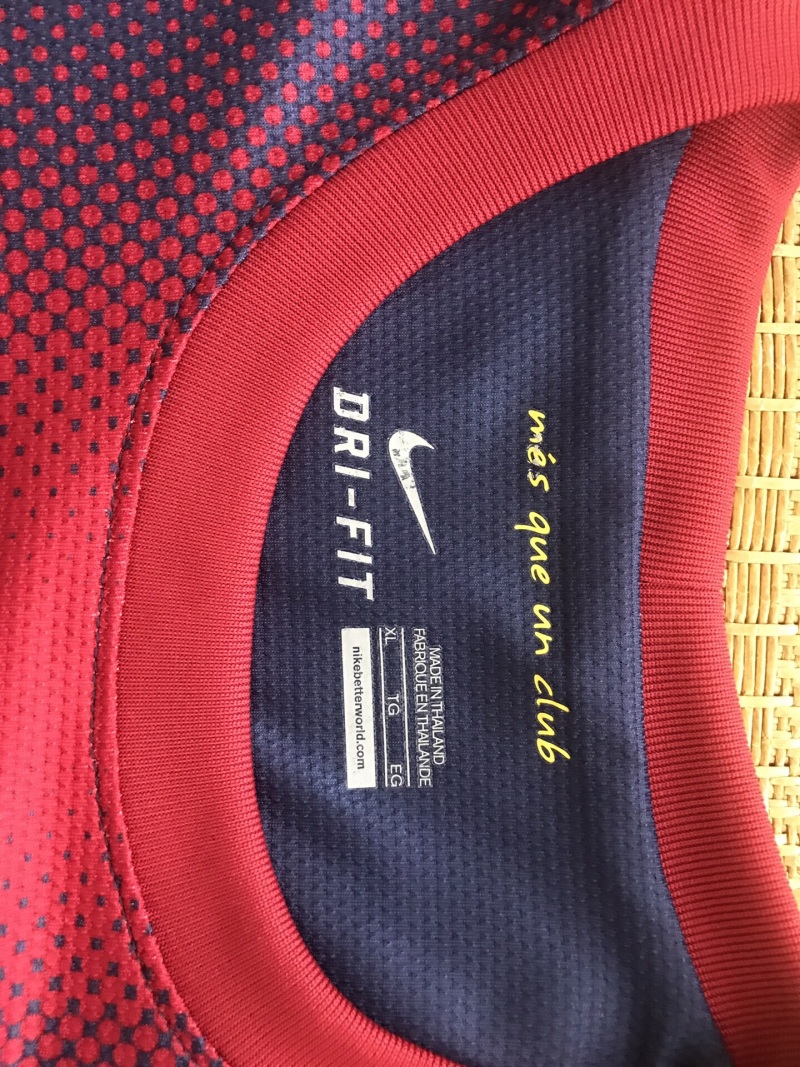 més que un club
DRI-FIT
MADE IN THAILAND
FABRIQUE EN THAILANDE
XL TG EG
nikebetterworld.com